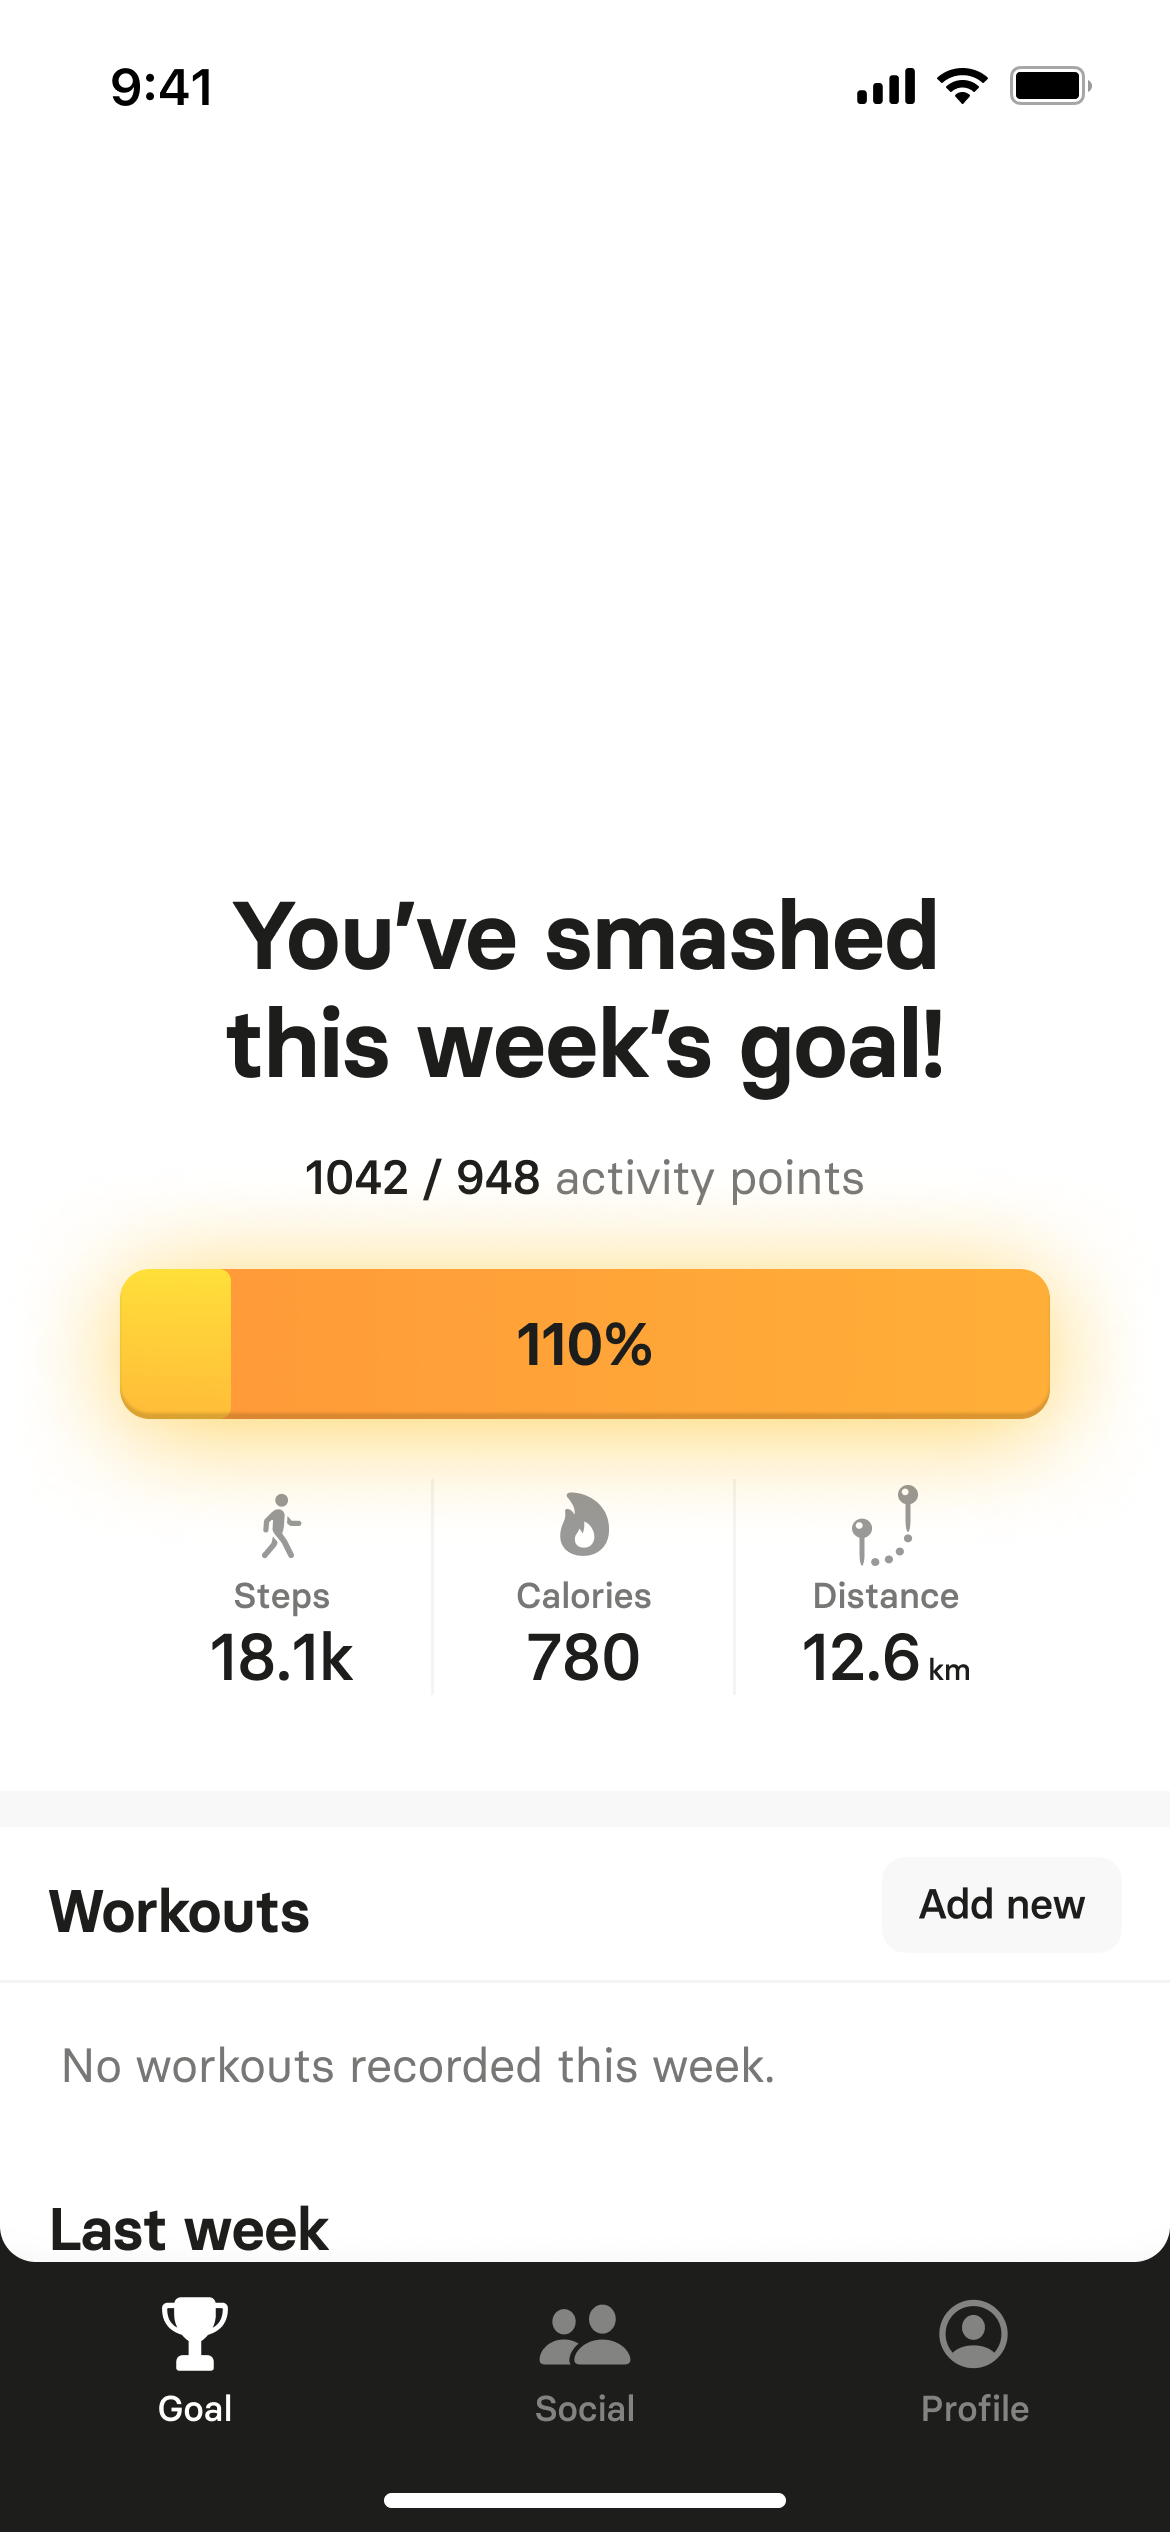 9:41
You’ve smashed
this week’s goal!
1042 / 948 activity points
110%
Steps
18.1k
Calories
780
Distance
12.6 km
Workouts
Add new
No workouts recorded this week.
Last week
Goal
Social
Profile